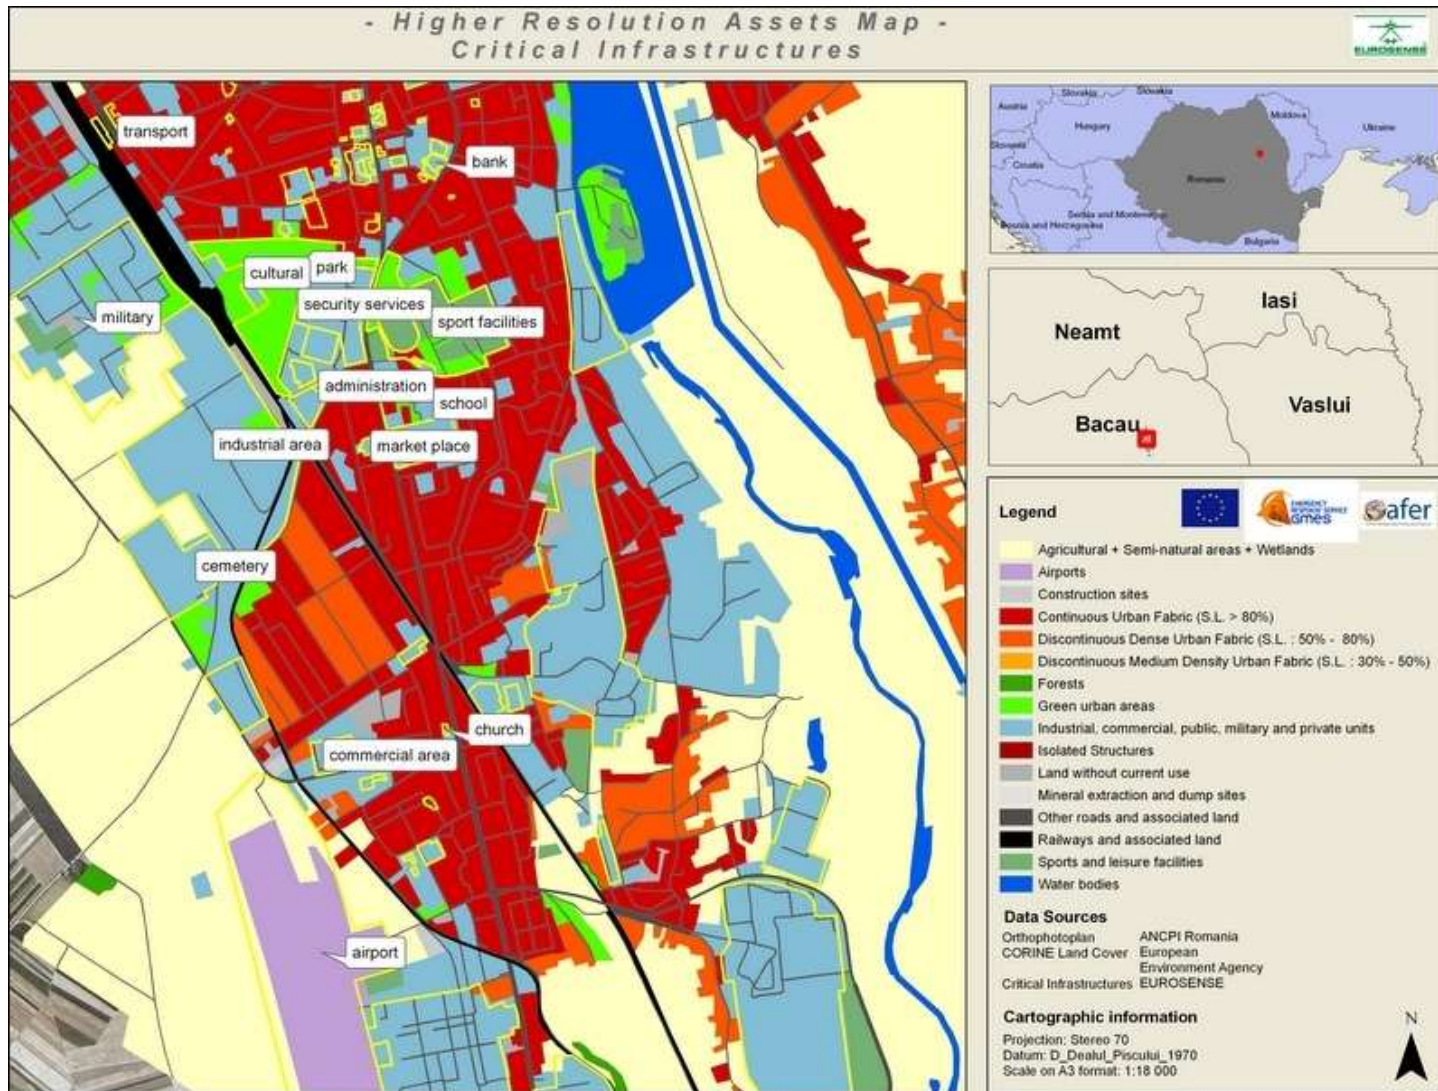 - Higher Resolution Assets Map -
Critical Infrastructures
EUROSENSE
transport
bank
cultural
park
security services
military
sport facilities
administration
school
industrial area
market place
cemetery
church
commercial area
airport
Slovakia
Slovakia
Austria
Moldova
Hungary
Ukraine
Slovenia
Croatia
Romania
Serbia and Montenegro
Bosnia and Herzegovina
Bulgaria
Iasi
Neamt
Vaslui
Bacau
Legend
EMERGENCY
RESPONSE SERVICE
GMES
Safer
Agricultural + Semi-natural areas + Wetlands
Airports
Construction sites
Continuous Urban Fabric (S.L. > 80%)
Discontinuous Dense Urban Fabric (S.L. : 50% - 80%)
Discontinuous Medium Density Urban Fabric (S.L. : 30% - 50%)
Forests
Green urban areas
Industrial, commercial, public, military and private units
Isolated Structures
Land without current use
Mineral extraction and dump sites
Other roads and associated land
Railways and associated land
Sports and leisure facilities
Water bodies
Data Sources
Orthophotoplan ANCPI Romania
CORINE Land Cover European
Environment Agency
Critical Infrastructures EUROSENSE
Cartographic information
Projection: Stereo 70
Datum: D_Dealul_Piscului_1970
Scale on A3 format: 1:18 000
N